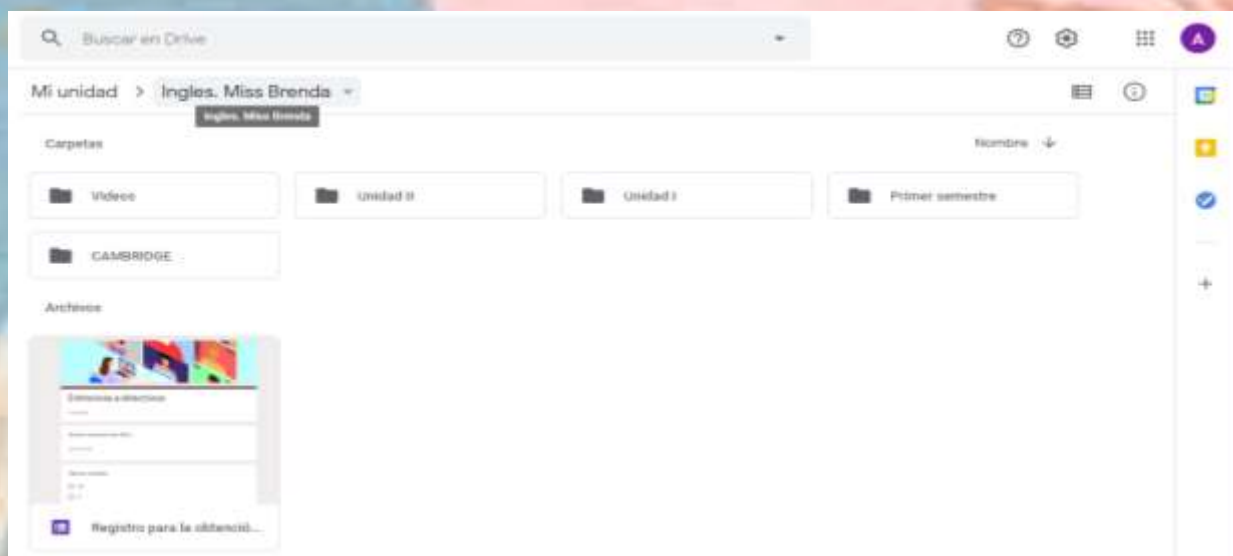 Buscar en Drive
A
Mi unidad > Ingles. Miss Brenda
Ingles. Miss Brenda
Carpetas
Nombre
Videos
Unidad II
Unidad I
Primer semestre
CAMBRIDGE
Archivos
Registro para la obtenció...